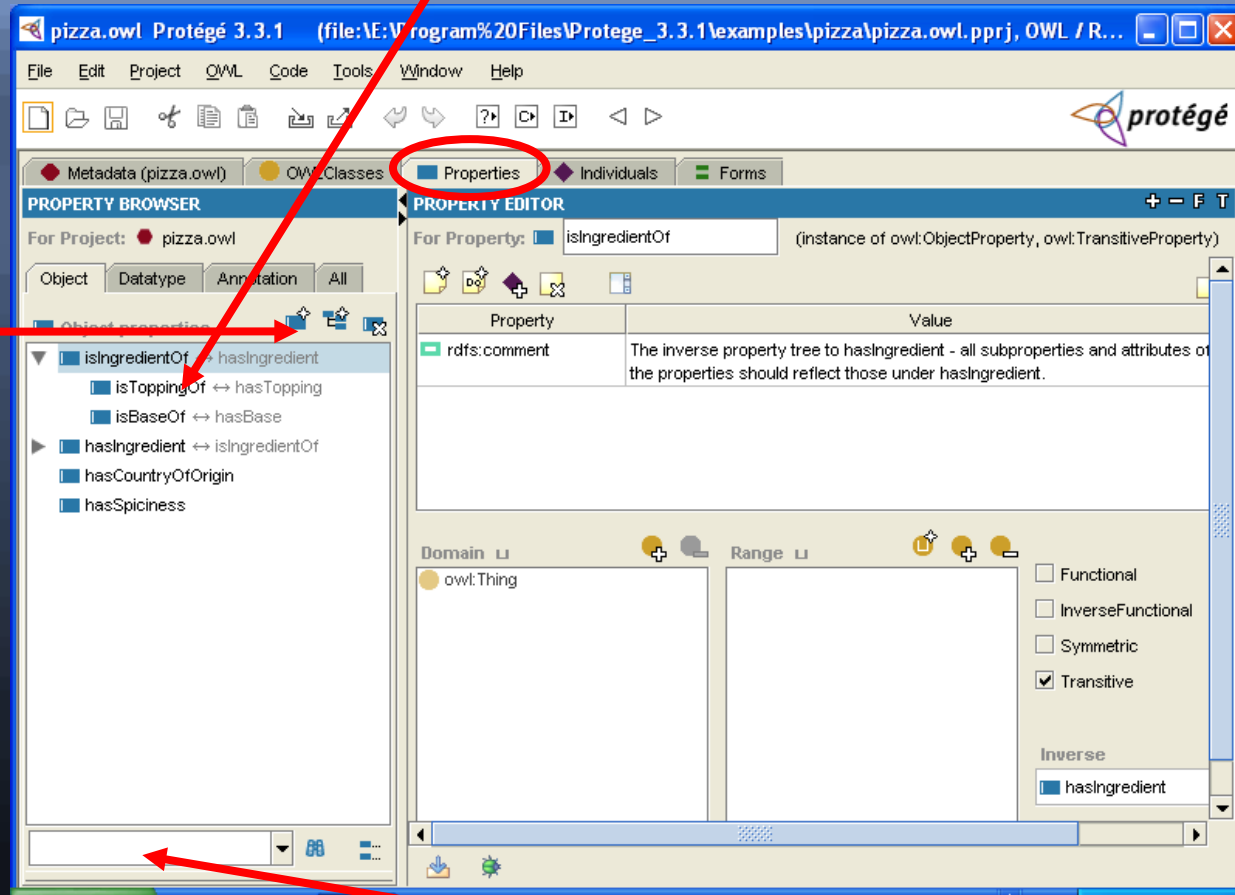 pizza.owl Protégé 3.3.1 (file:\E:\Program%20Files\Protege_3.3.1\examples\pizza\pizza.owl.pprj, OWL / R...
File Edit Project OWL Code Tools Window Help
protégé
Metadata (pizza.owl) OWLClasses Properties Individuals Forms
PROPERTY BROWSER
For Project: pizza.owl
Object Datatype Annotation All
Object properties
isIngredientOf ↔ hasIngredient
isToppingOf ↔ hasTopping
isBaseOf ↔ hasBase
hasIngredient ↔ isIngredientOf
hasCountryOfOrigin
hasSpiciness
PROPERTY EDITOR
+ − F T
For Property: isIngredientOf (instance of owl:ObjectProperty, owl:TransitiveProperty)
Property Value
rdfs:comment The inverse property tree to hasIngredient - all subproperties and attributes of
the properties should reflect those under hasIngredient.
Domain ⊔
owl:Thing
Range ⊔
Functional
InverseFunctional
Symmetric
Transitive
Inverse
hasIngredient